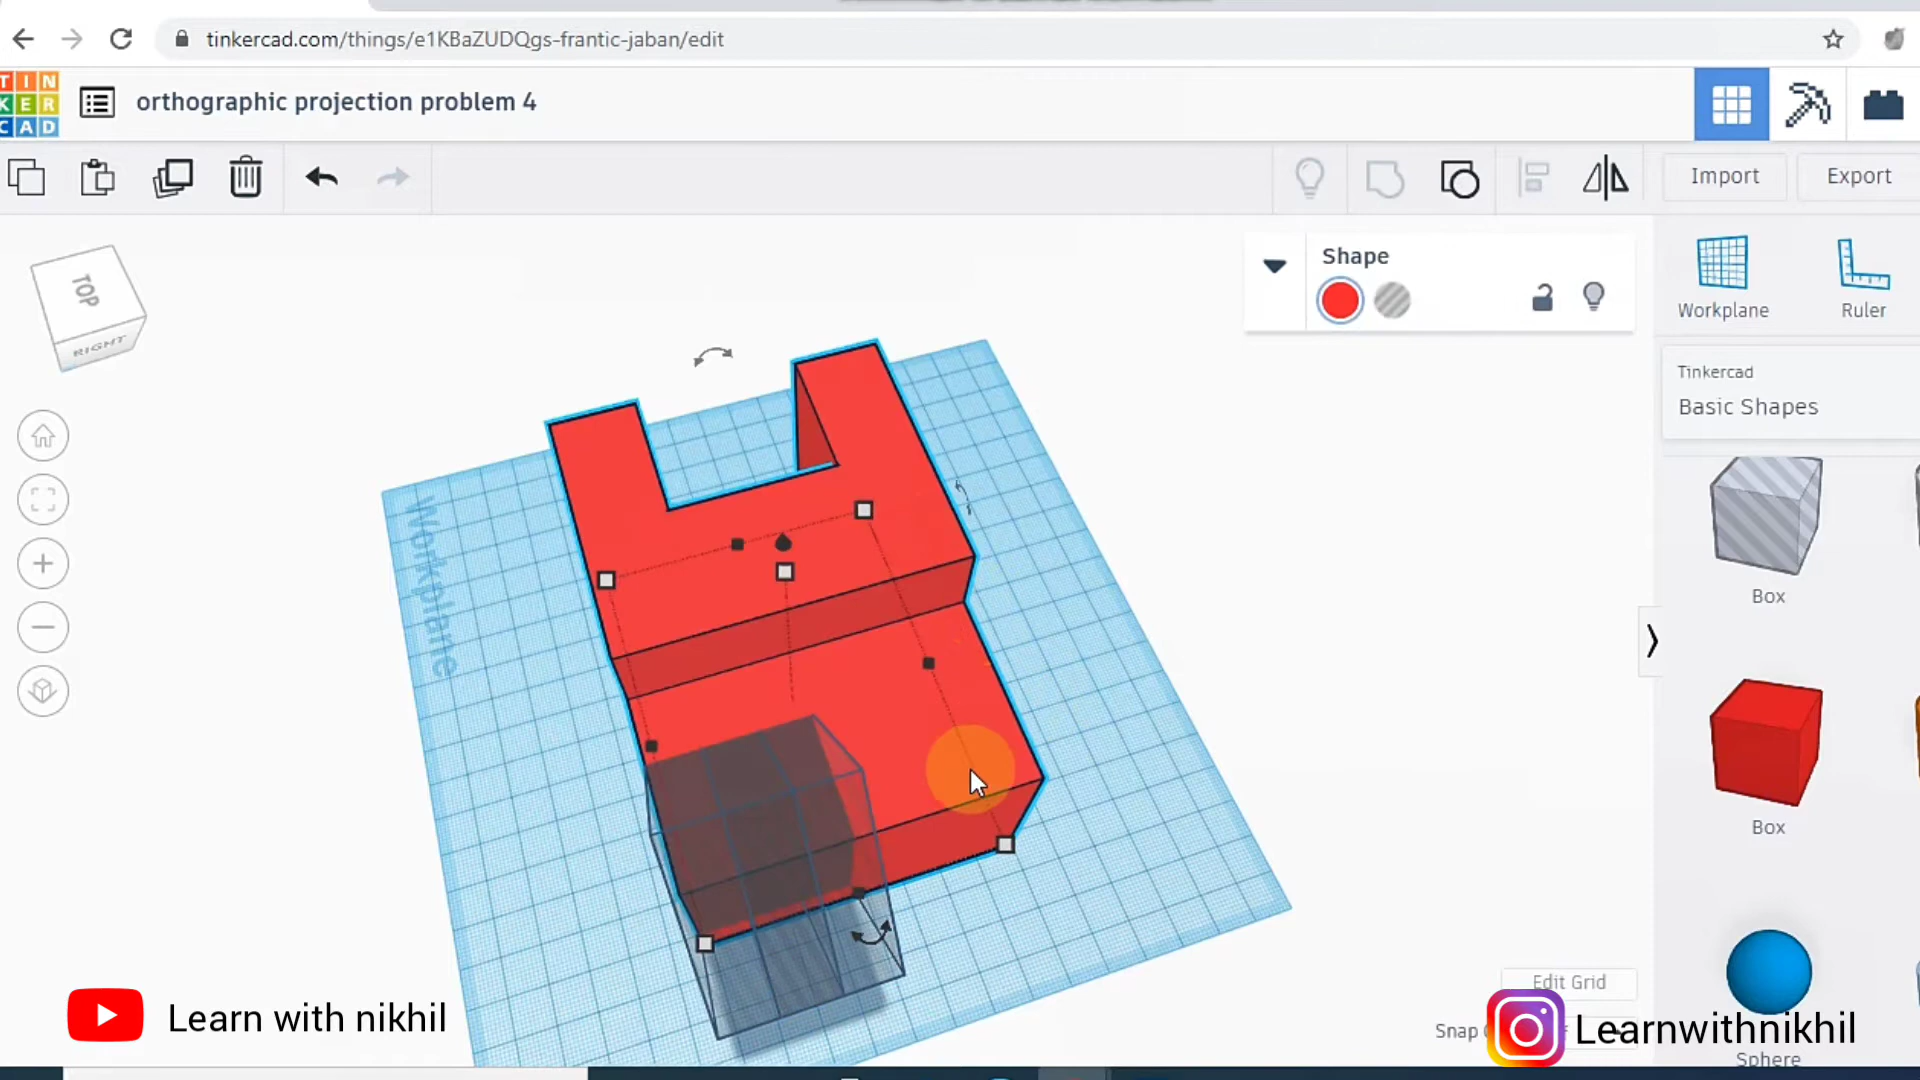 tinkercad.com/things/e1KBaZUDQgs-frantic-jaban/edit
TIN
KER
CAD
orthographic projection problem 4
Import
Export
TOP
RIGHT
Shape
Workplane
Ruler
Tinkercad
Basic Shapes
Workplane
Box
Box
Edit Grid
Snap
Sphere
Learn with nikhil
Learnwithnikhil